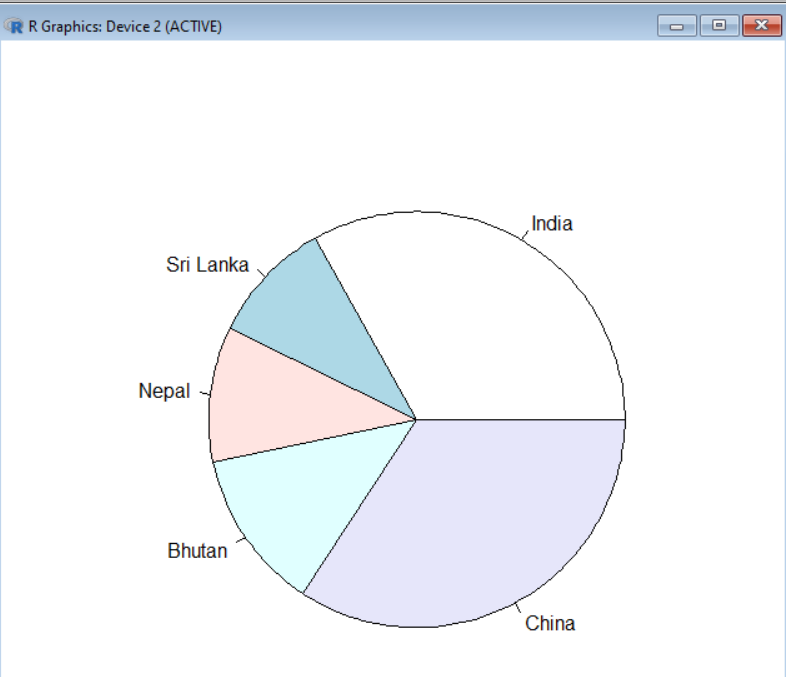 R Graphics: Device 2 (ACTIVE)
India
Sri Lanka
Nepal
Bhutan
China